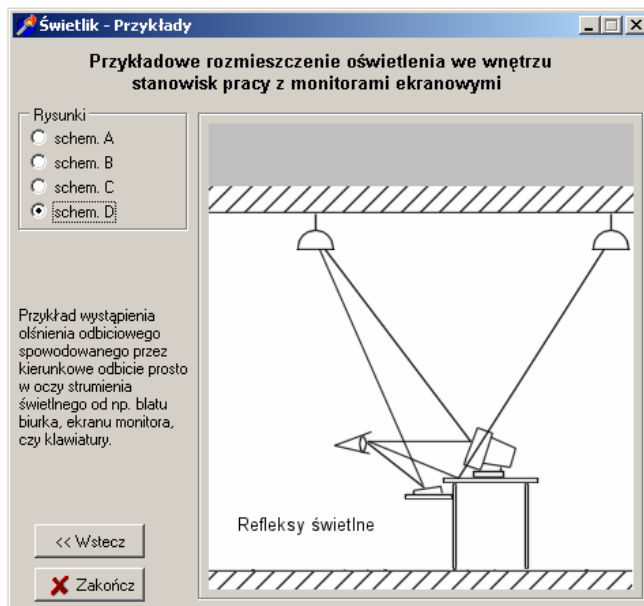 Świetlik - Przykłady
Przykładowe rozmieszczenie oświetlenia we wnętrzu
stanowisk pracy z monitorami ekranowymi
Rysunki
schem. A
schem. B
schem. C
schem. D
Przykład wystąpienia
olśnienia odbiciowego
spowodowanego przez
kierunkowe odbicie prosto
w oczy strumienia
świetlnego od np. blatu
biurka, ekranu monitora,
czy klawiatury.
Refleksy świetlne
<< Wstecz
Zakończ